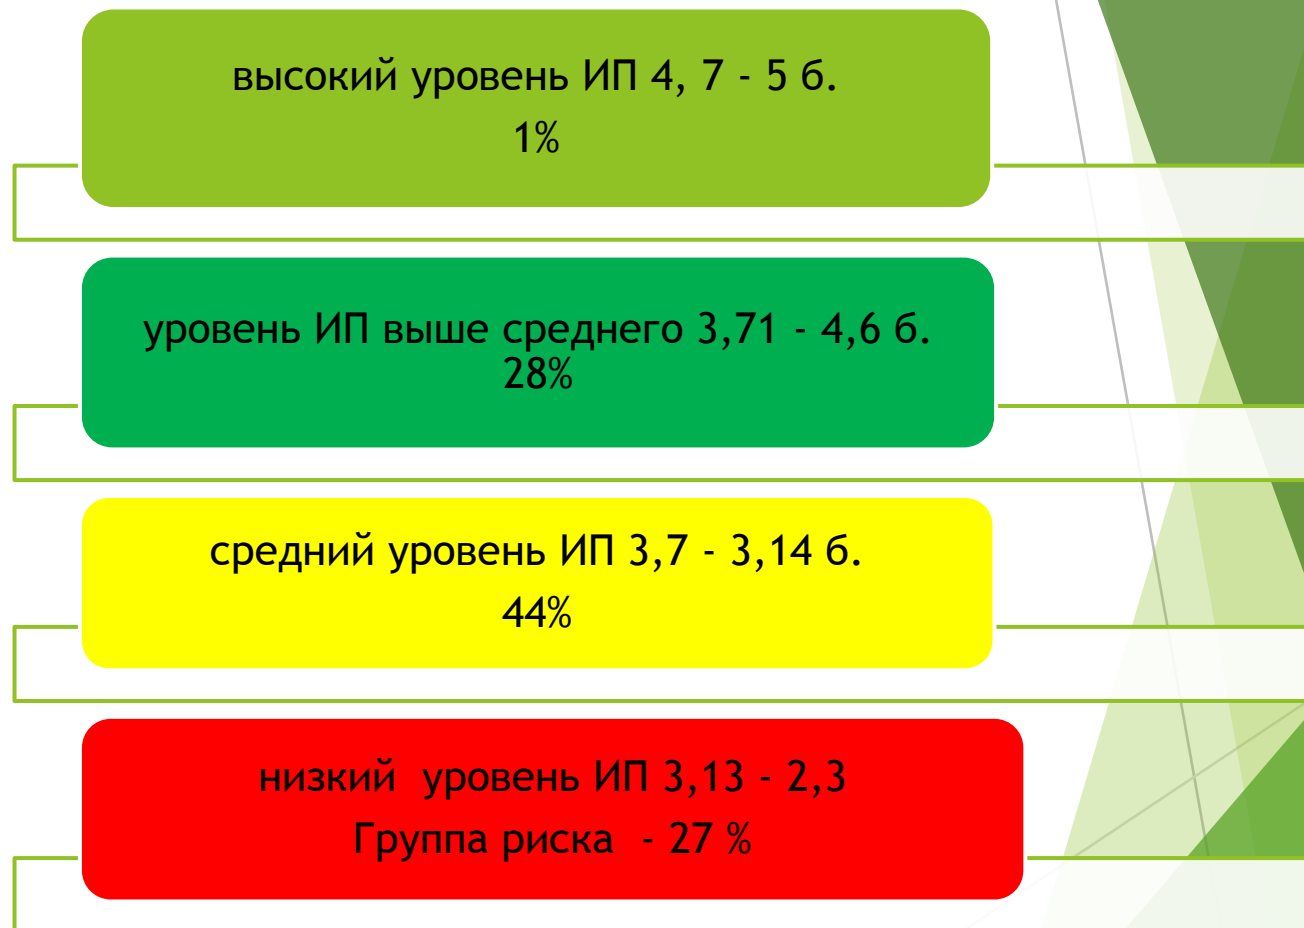 высокий уровень ИП 4, 7 - 5 б.
1%
уровень ИП выше среднего 3,71 - 4,6 б.
28%
средний уровень ИП 3,7 - 3,14 б.
44%
низкий  уровень ИП 3,13 - 2,3
Группа риска  - 27 %